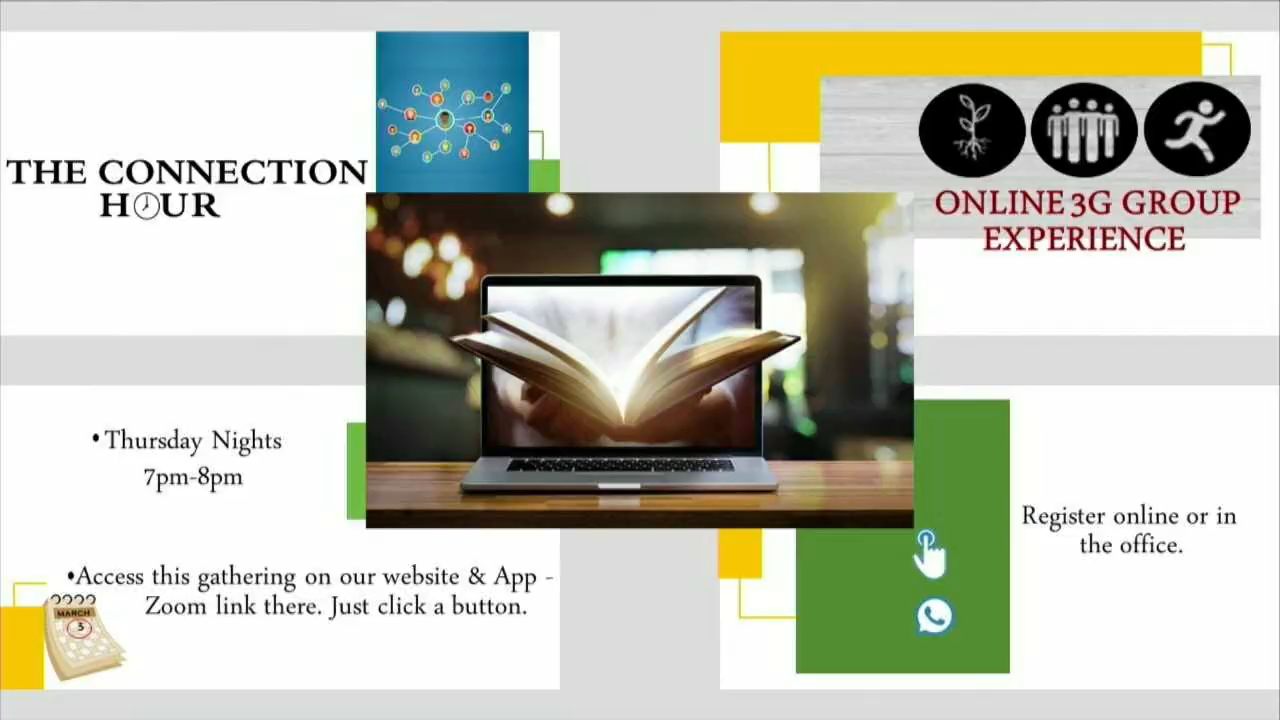 THE CONNECTION
HOUR
ONLINE 3G GROUP
EXPERIENCE
•Thursday Nights
7pm-8pm
•Access this gathering on our website & App -
Zoom link there. Just click a button.
MARCH
3
Register online or in
the office.